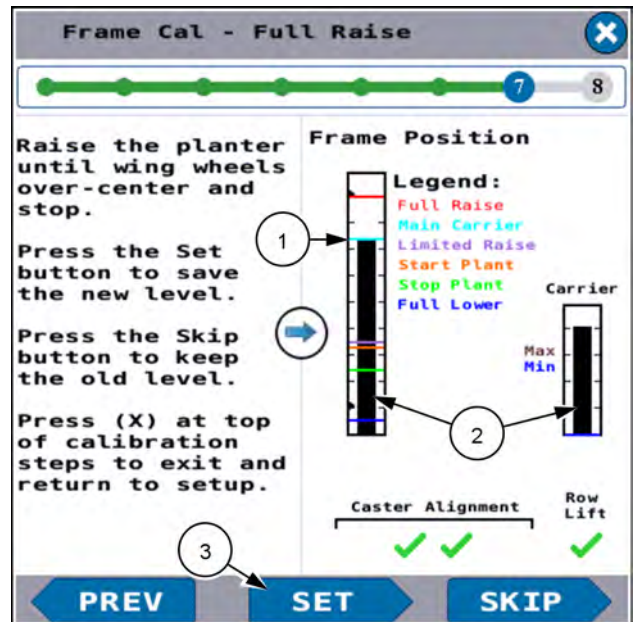 Frame Cal - Full Raise
7
8
Raise the planter
until wing wheels
over-center and
stop.
Press the Set
button to save
the new level.
Press the Skip
button to keep
the old level.
Press (X) at top
of calibration
steps to exit and
return to setup.
Frame Position
Legend:
Full Raise
Main Carrier
Limited Raise
Start Plant
Stop Plant
Full Lower
1
Carrier
Max
Min
2
Caster Alignment
Row
Lift
3
PREV
SET
SKIP